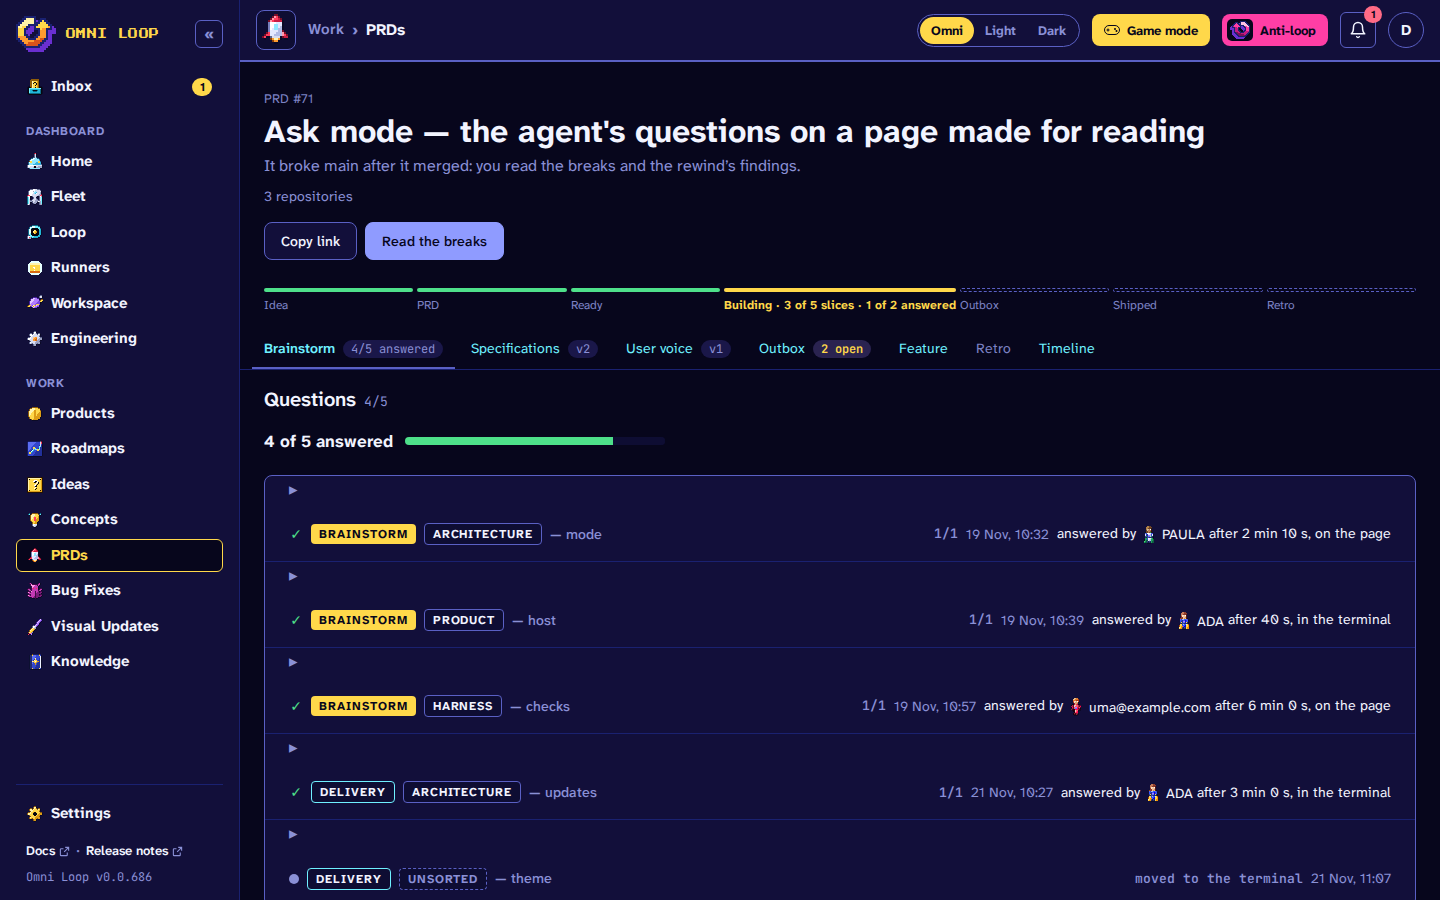 OMNI LOOP «
Inbox 1
DASHBOARD
Home
Fleet
Loop
Runners
Workspace
Engineering
WORK
Products
Roadmaps
Ideas
Concepts
PRDs
Bug Fixes
Visual Updates
Knowledge
Settings
Docs · Release notes
Omni Loop v0.0.686
Work › PRDs
Omni Light Dark
Game mode
Anti-loop
1
D
PRD #71
Ask mode — the agent's questions on a page made for reading
It broke main after it merged: you read the breaks and the rewind's findings.
3 repositories
Copy link Read the breaks
Idea PRD Ready Building · 3 of 5 slices · 1 of 2 answered Outbox Shipped Retro
Brainstorm 4/5 answered Specifications v2 User voice v1 Outbox 2 open Feature Retro Timeline
Questions 4/5
4 of 5 answered
▶
✓ BRAINSTORM ARCHITECTURE — mode 1/1 19 Nov, 10:32 answered by PAULA after 2 min 10 s, on the page
▶
✓ BRAINSTORM PRODUCT — host 1/1 19 Nov, 10:39 answered by ADA after 40 s, in the terminal
▶
✓ BRAINSTORM HARNESS — checks 1/1 19 Nov, 10:57 answered by uma@example.com after 6 min 0 s, on the page
▶
✓ DELIVERY ARCHITECTURE — updates 1/1 21 Nov, 10:27 answered by ADA after 3 min 0 s, in the terminal
▶
DELIVERY UNSORTED — theme moved to the terminal 21 Nov, 11:07